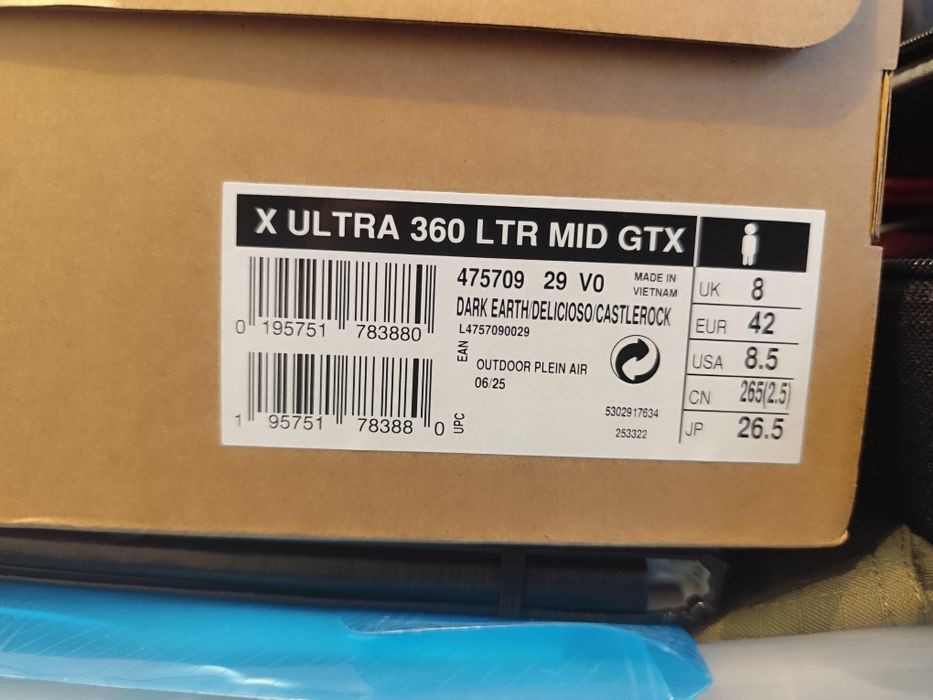 X ULTRA 360 LTR MID GTX
475709 29 V0
MADE IN
VIETNAM
DARK EARTH/DELICIOSO/CASTLEROCK
L4757090029
0 195751 783880
EAN
OUTDOOR PLEIN AIR
06/25
1 95751 78388 0
UPC
5302917634
253322
UK 8
EUR 42
USA 8.5
CN 265(2.5)
JP 26.5